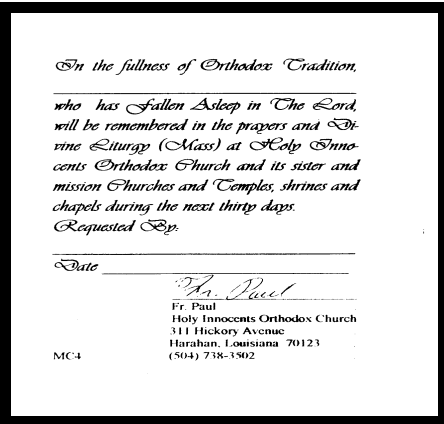 In the fullness of Orthodox Tradition,
who has Fallen Asleep in The Lord,
will be remembered in the prayers and Di-
vine Liturgy (Mass) at Holy Inno-
cents Orthodox Church and its sister and
mission Churches and Temples, shrines and
chapels during the next thirty days.
Requested By:
Date
Fr. Paul
Fr. Paul
Holy Innocents Orthodox Church
311 Hickory Avenue
Harahan, Louisiana 70123
MC4 (504) 738-3502